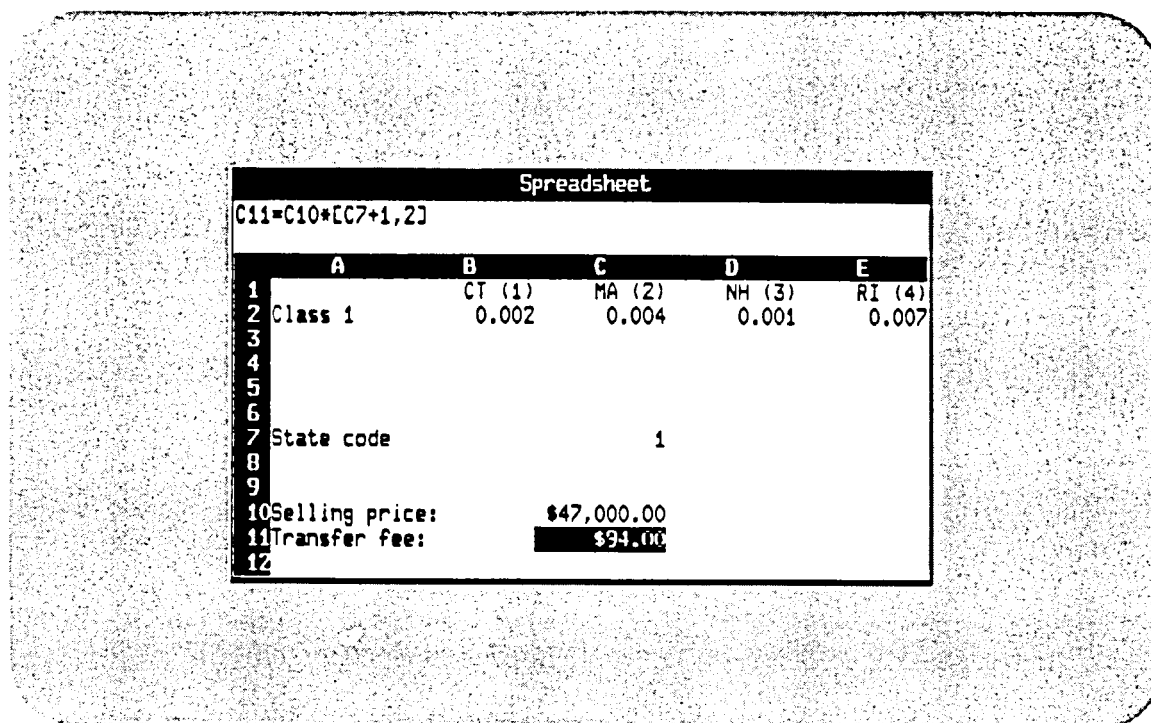 Spreadsheet
C11=C10*[C7+1,2]
A B C D E
1 CT (1) MA (2) NH (3) RI (4)
2 Class 1 0.002 0.004 0.001 0.007
3
4
5
6
7 State code 1
8
9
10 Selling price: $47,000.00
11 Transfer fee: $94.00
12